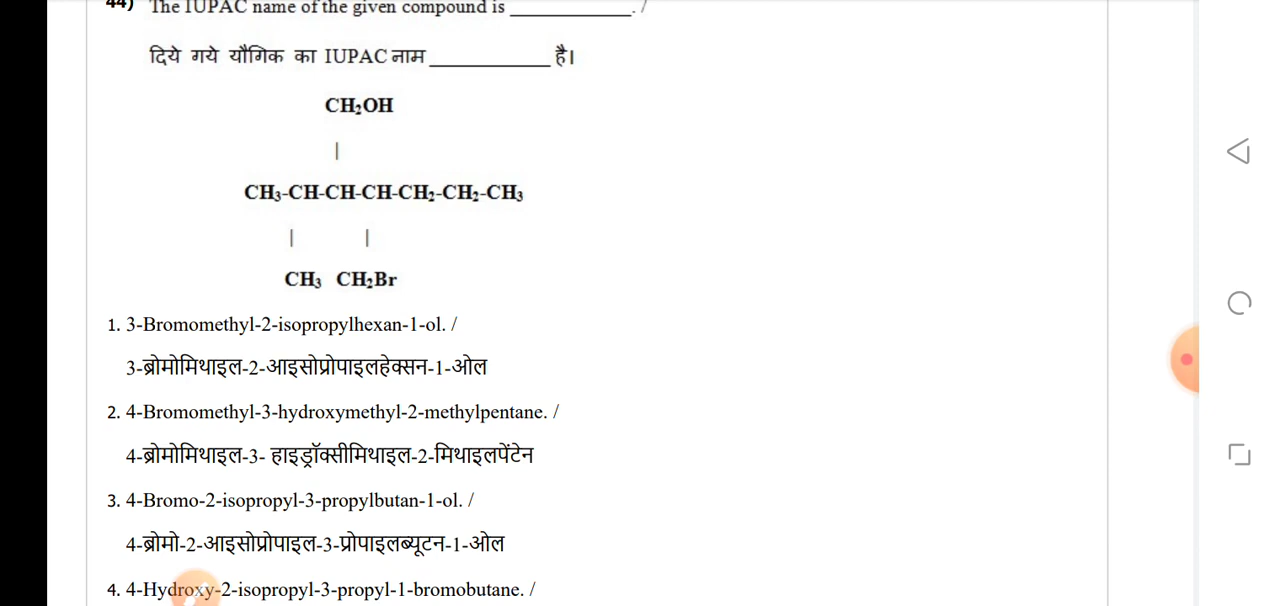 44) The IUPAC name of the given compound is ____________. /
दिये गये यौगिक का IUPAC नाम ____________ है।
CH₂OH
|
CH₃-CH-CH-CH-CH₂-CH₂-CH₃
| |
CH₃ CH₂Br
1. 3-Bromomethyl-2-isopropylhexan-1-ol. /
3-ब्रोमोमिथाइल-2-आइसोप्रोपाइलहेक्सन-1-ओल
2. 4-Bromomethyl-3-hydroxymethyl-2-methylpentane. /
4-ब्रोमोमिथाइल-3- हाइड्रॉक्सीमिथाइल-2-मिथाइलपेंटेन
3. 4-Bromo-2-isopropyl-3-propylbutan-1-ol. /
4-ब्रोमो-2-आइसोप्रोपाइल-3-प्रोपाइलब्यूटन-1-ओल
4. 4-Hydroxy-2-isopropyl-3-propyl-1-bromobutane. /